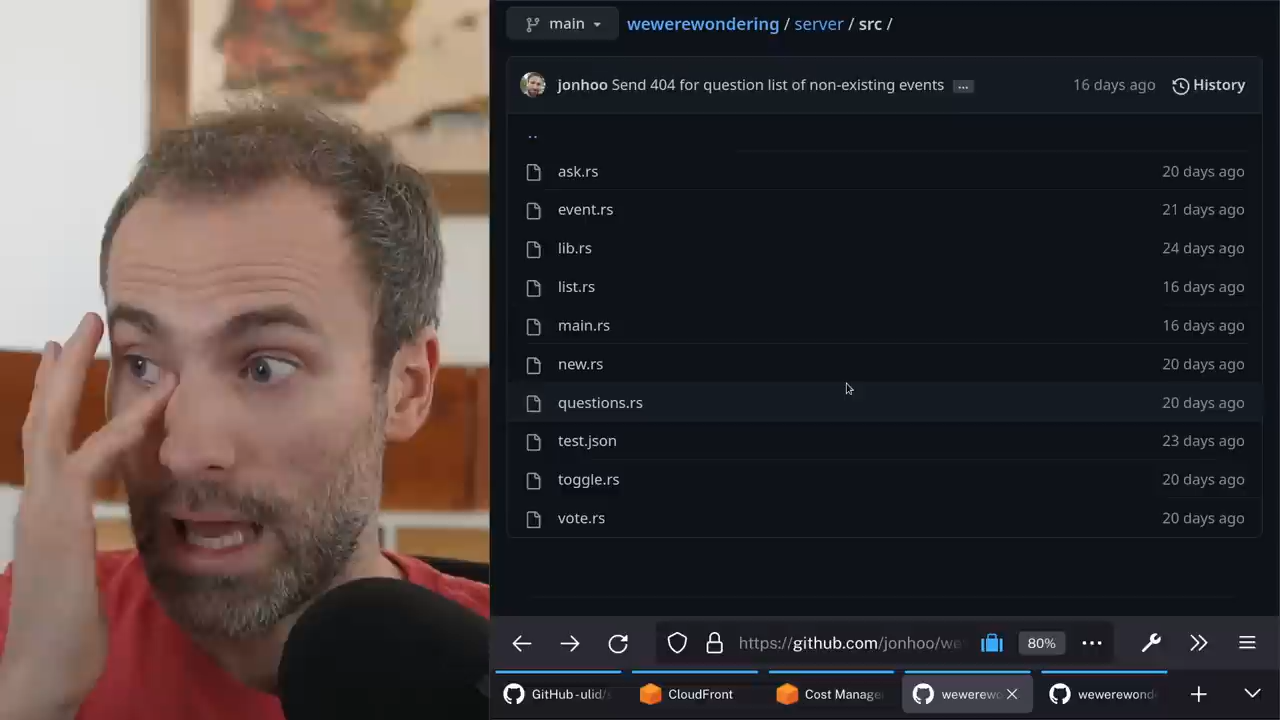 main
wewerewondering / server / src /
jonhoo Send 404 for question list of non-existing events ... 16 days ago History
..
ask.rs 20 days ago
event.rs 21 days ago
lib.rs 24 days ago
list.rs 16 days ago
main.rs 16 days ago
new.rs 20 days ago
questions.rs 20 days ago
test.json 23 days ago
toggle.rs 20 days ago
vote.rs 20 days ago
https://github.com/jonhoo/we 80%
GitHub - ulid/s CloudFront Cost Manage wewerewo wewerewond